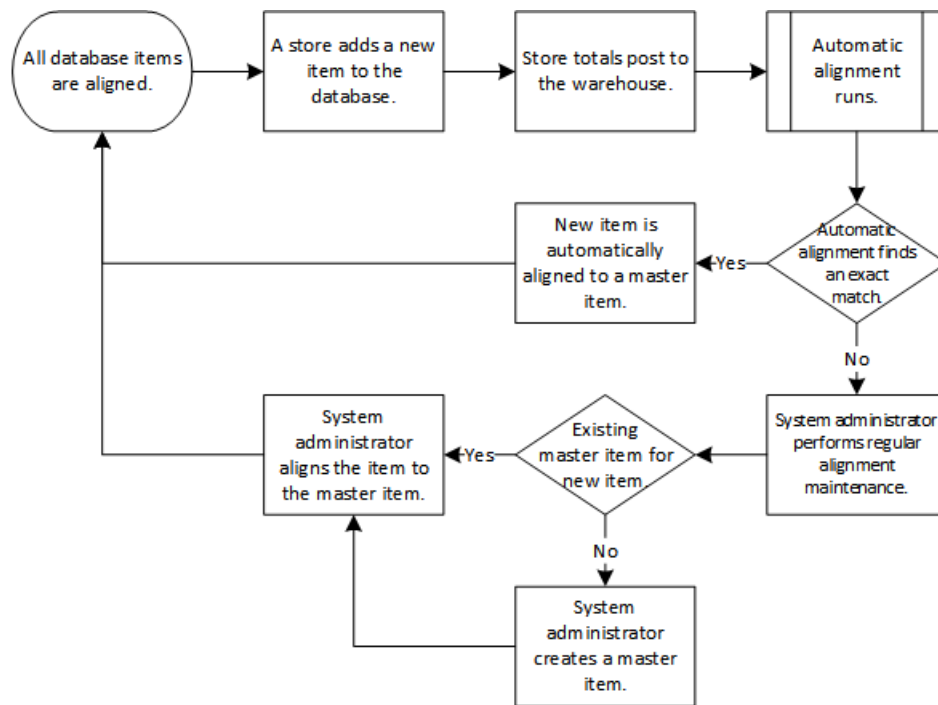 All database items
are aligned.
A store adds a new
item to the
database.
Store totals post to
the warehouse.
Automatic
alignment
runs.
Automatic
alignment finds
an exact
match.
Yes
New item is
automatically
aligned to a master
item.
No
System administrator
performs regular
alignment
maintenance.
Existing
master item for
new item.
Yes
System
administrator
aligns the item to
the master item.
No
System
administrator
creates a master
item.